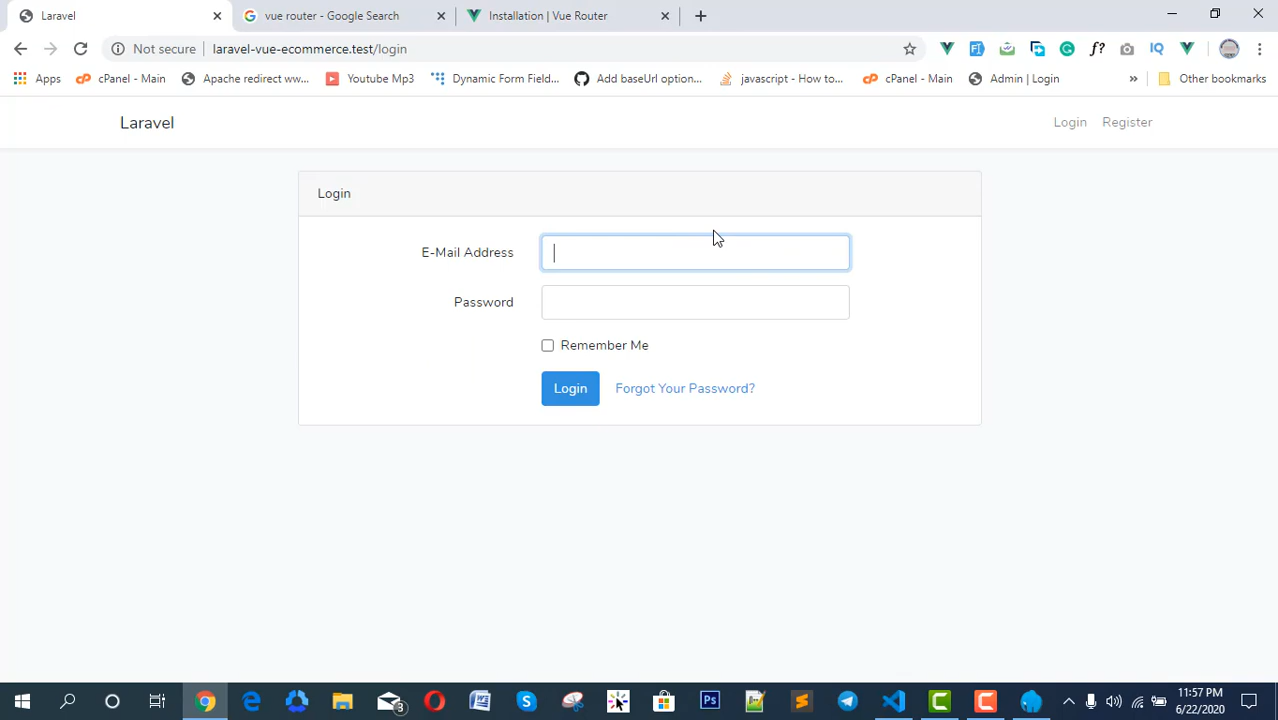 Laravel
vue router - Google Search
Installation | Vue Router
Not secure
laravel-vue-ecommerce.test/login
f?
IQ
Apps
cPanel - Main
Apache redirect ww...
Youtube Mp3
Dynamic Form Field...
Add baseUrl option...
javascript - How to...
cPanel - Main
Admin | Login
»
Other bookmarks
Laravel
Login
Register
Login
E-Mail Address
Password
Remember Me
Login
Forgot Your Password?
3
Ps
11:57 PM
6/22/2020